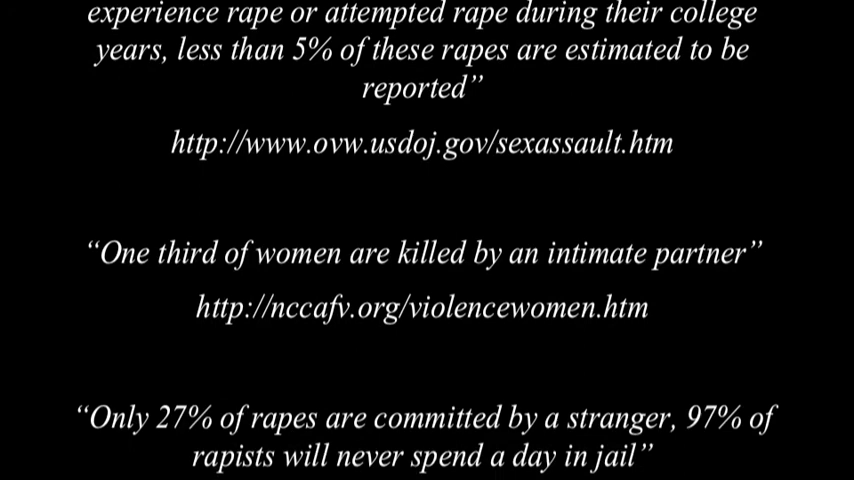 experience rape or attempted rape during their college
years, less than 5% of these rapes are estimated to be
reported”
http://www.ovw.usdoj.gov/sexassault.htm
“One third of women are killed by an intimate partner”
http://nccafv.org/violencewomen.htm
“Only 27% of rapes are committed by a stranger, 97% of
rapists will never spend a day in jail”